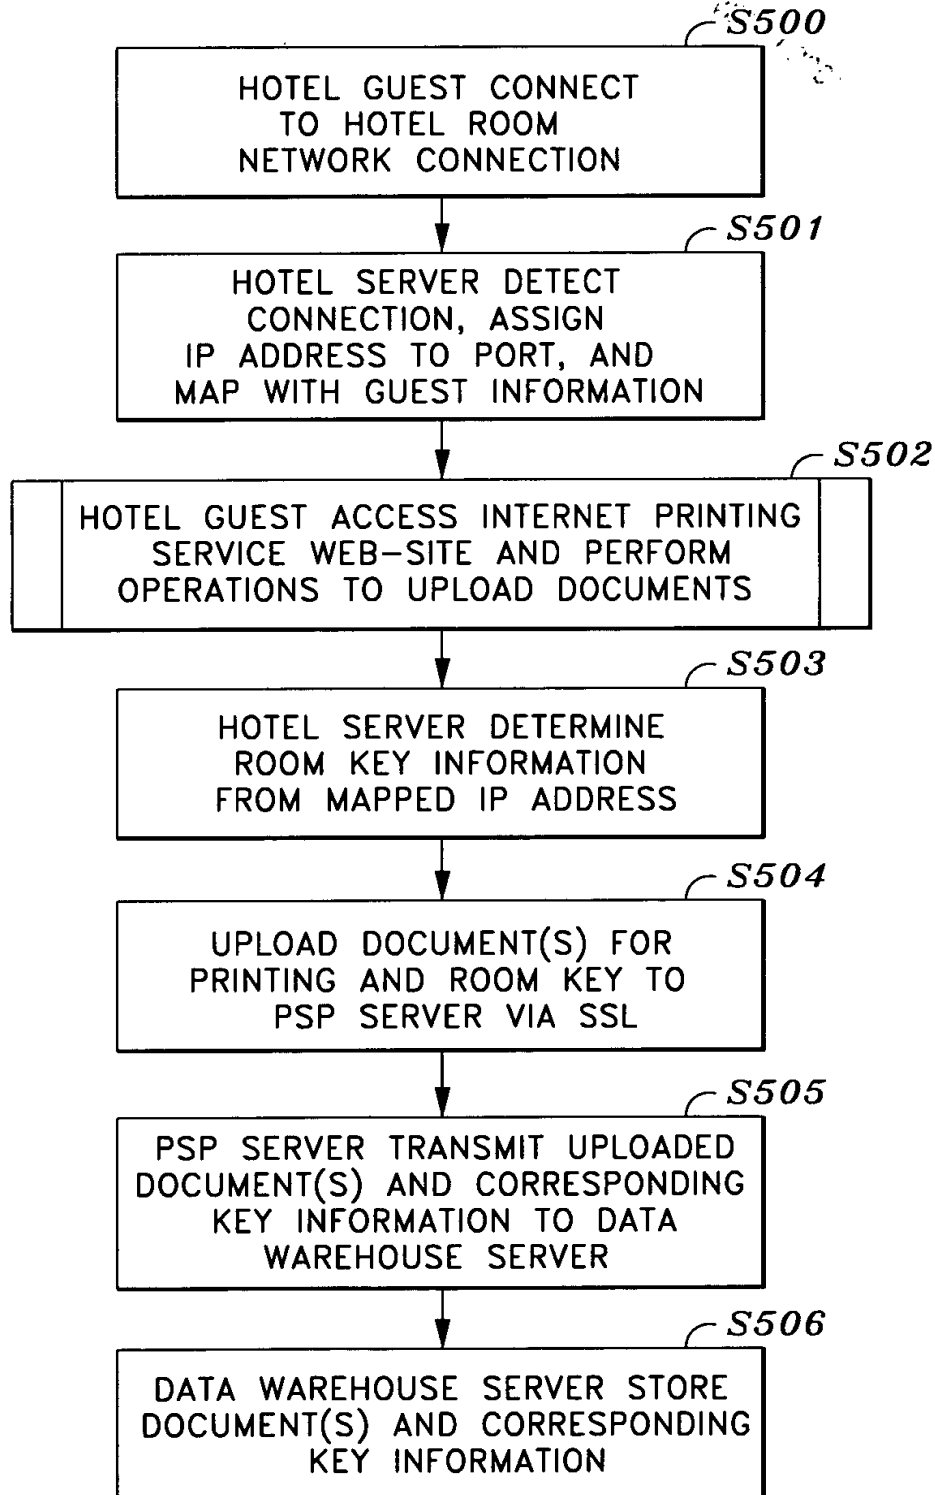 S500
HOTEL GUEST CONNECT
TO HOTEL ROOM
NETWORK CONNECTION
S501
HOTEL SERVER DETECT
CONNECTION, ASSIGN
IP ADDRESS TO PORT, AND
MAP WITH GUEST INFORMATION
S502
HOTEL GUEST ACCESS INTERNET PRINTING
SERVICE WEB-SITE AND PERFORM
OPERATIONS TO UPLOAD DOCUMENTS
S503
HOTEL SERVER DETERMINE
ROOM KEY INFORMATION
FROM MAPPED IP ADDRESS
S504
UPLOAD DOCUMENT(S) FOR
PRINTING AND ROOM KEY TO
PSP SERVER VIA SSL
S505
PSP SERVER TRANSMIT UPLOADED
DOCUMENT(S) AND CORRESPONDING
KEY INFORMATION TO DATA
WAREHOUSE SERVER
S506
DATA WAREHOUSE SERVER STORE
DOCUMENT(S) AND CORRESPONDING
KEY INFORMATION